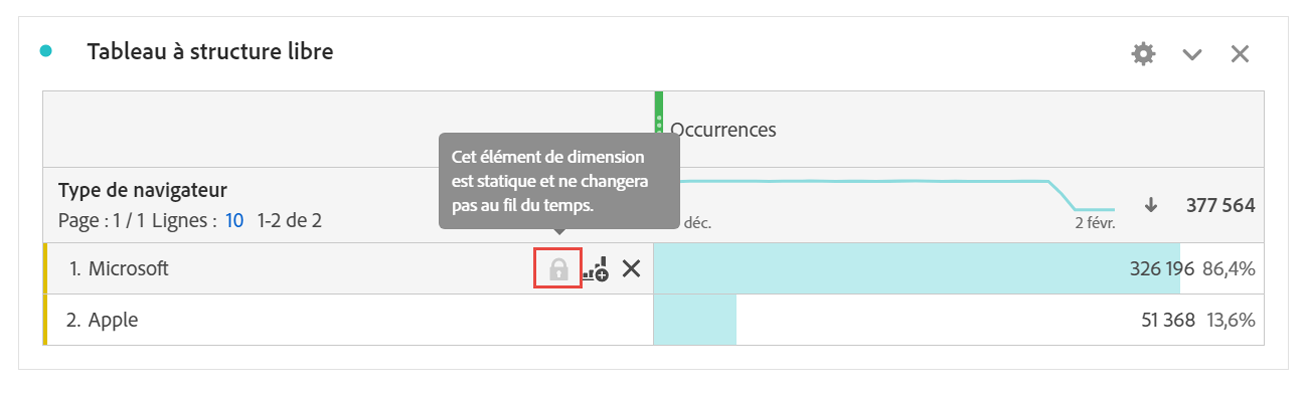 Tableau à structure libre
Occurrences
Cet élément de dimension
est statique et ne changera
pas au fil du temps.
Type de navigateur
Page : 1 / 1 Lignes : 10 1-2 de 2
déc.
2 févr.
377 564
1. Microsoft
326 196 86,4%
2. Apple
51 368 13,6%